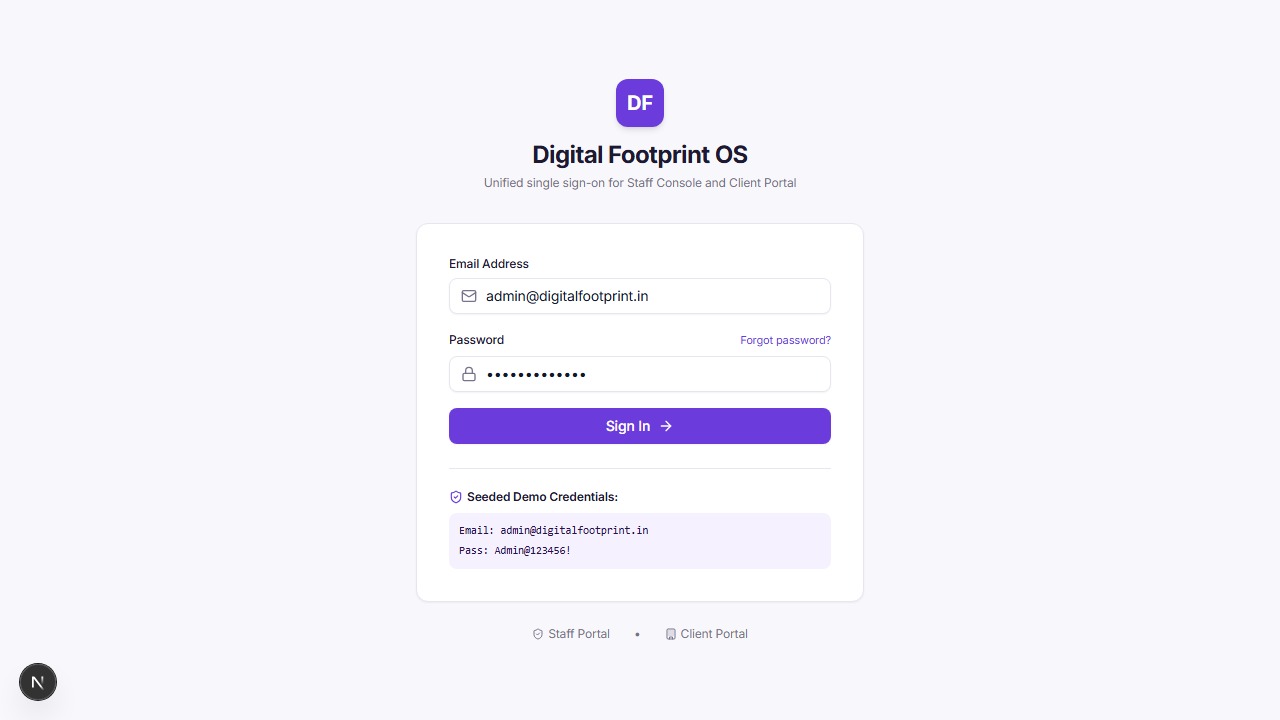 DF
Digital Footprint OS
Unified single sign-on for Staff Console and Client Portal
Email Address
admin@digitalfootprint.in
Password
Forgot password?
•••••••••••••
Sign In
Seeded Demo Credentials:
Email: admin@digitalfootprint.in
Pass: Admin@123456!
Staff Portal • Client Portal
N